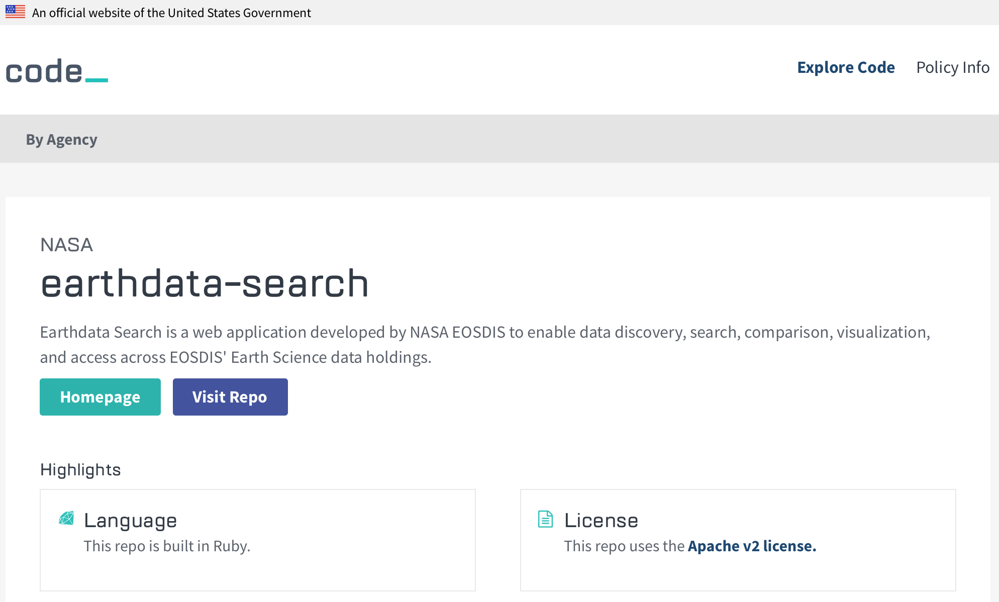 An official website of the United States Government
code_
Explore Code
Policy Info
By Agency
NASA
earthdata-search
Earthdata Search is a web application developed by NASA EOSDIS to enable data discovery, search, comparison, visualization,
and access across EOSDIS' Earth Science data holdings.
Homepage
Visit Repo
Highlights
Language
This repo is built in Ruby.
License
This repo uses the Apache v2 license.